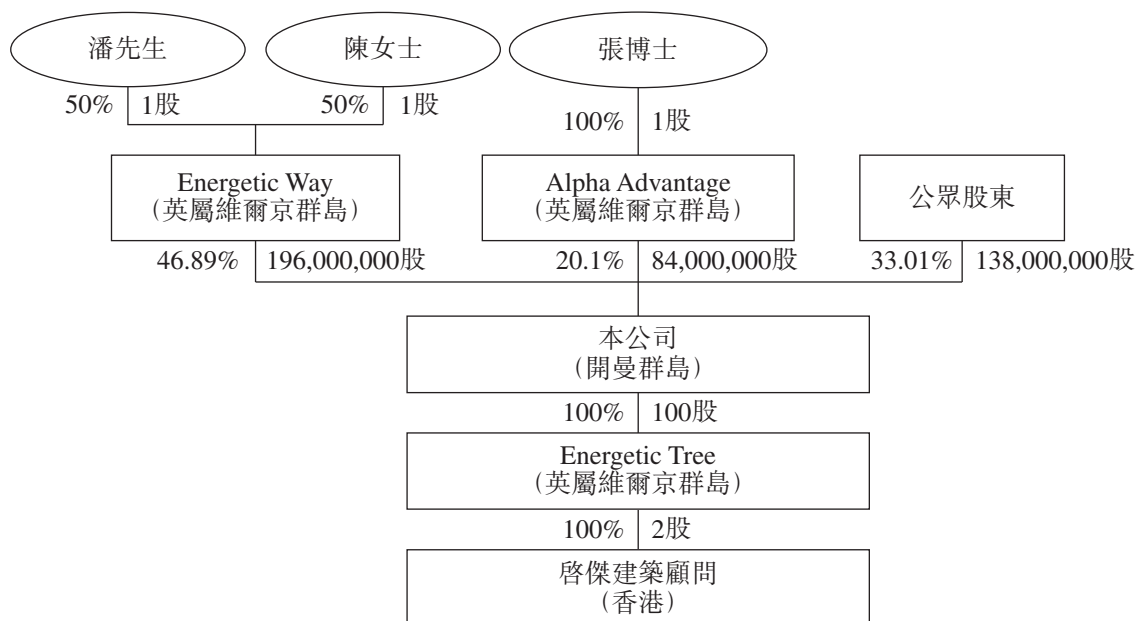 潘先生
陳女士
張博士
50% 1股
50% 1股
100% 1股
Energetic Way
(英屬維爾京群島)
Alpha Advantage
(英屬維爾京群島)
公眾股東
46.89% 196,000,000股
20.1% 84,000,000股
33.01% 138,000,000股
本公司
(開曼群島)
100% 100股
Energetic Tree
(英屬維爾京群島)
100% 2股
啓傑建築顧問
(香港)